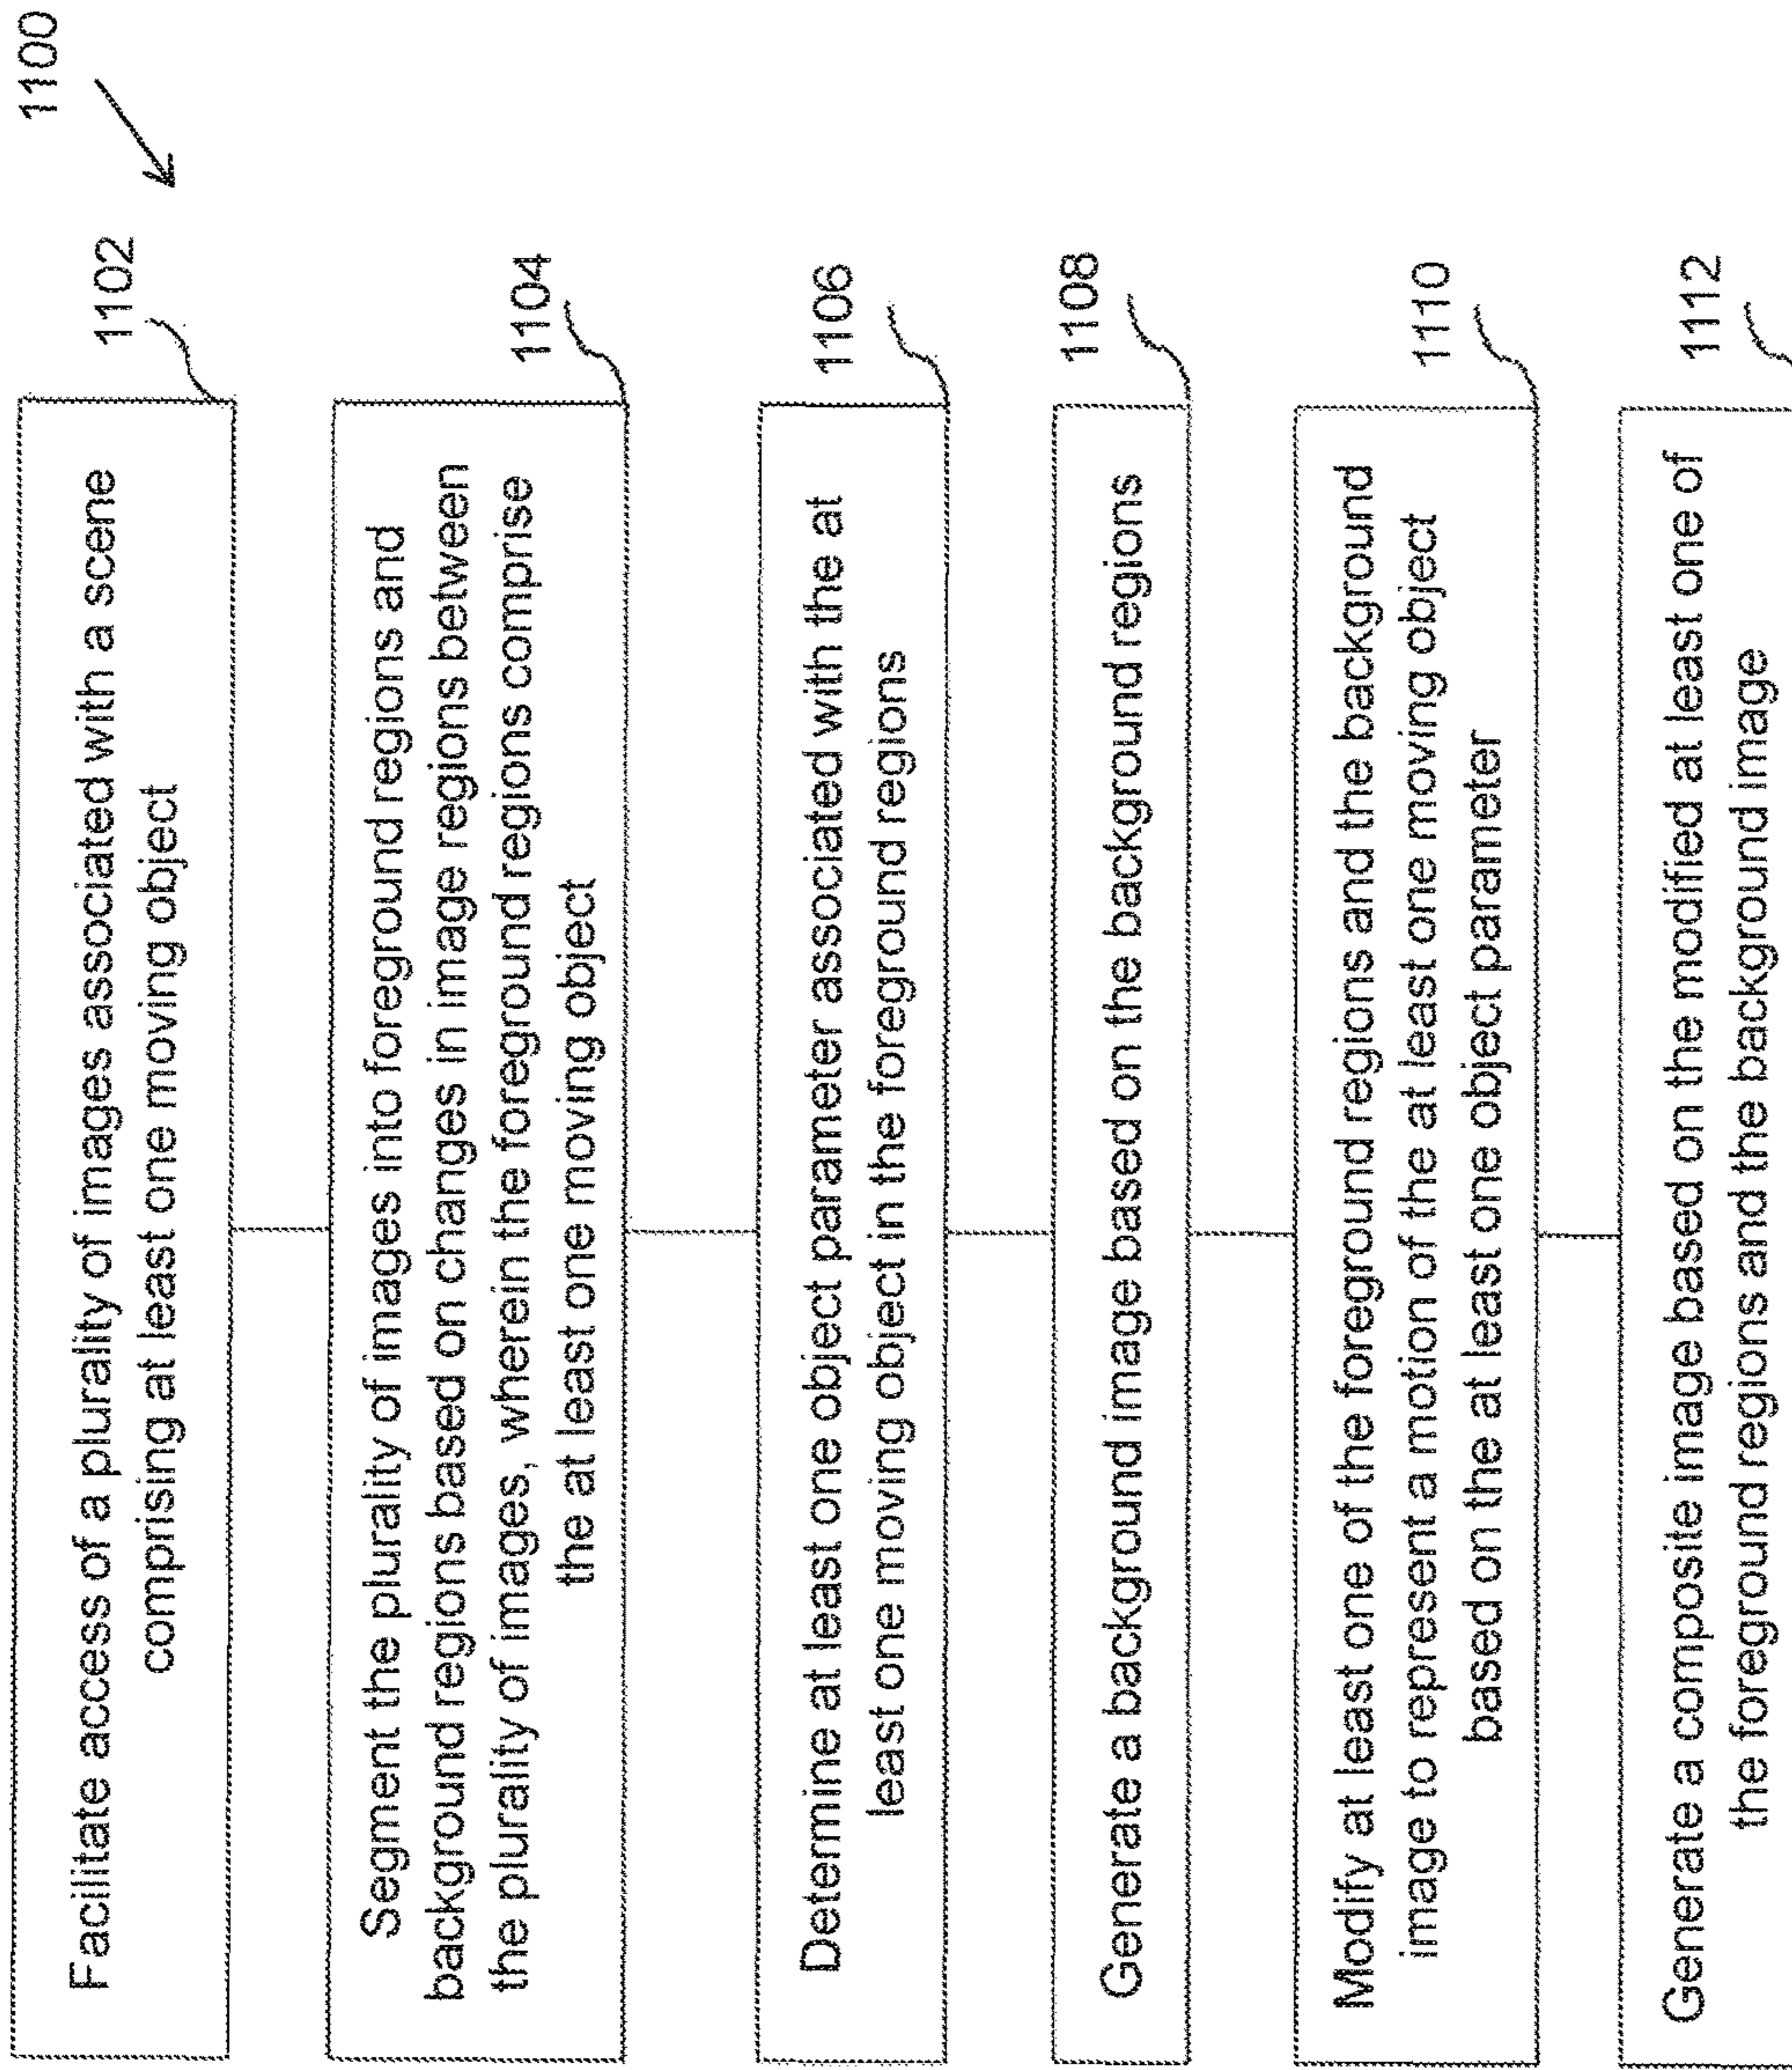 1100
1102
Facilitate access of a plurality of images associated with a scene
comprising at least one moving object
1104
Segment the plurality of images into foreground regions and
background regions based on changes in image regions between
the plurality of images, wherein the foreground regions comprise
the at least one moving object
1106
Determine at least one object parameter associated with the at
least one moving object in the foreground regions
1108
Generate a background image based on the background regions
1110
Modify at least one of the foreground regions and the background
image to represent a motion of the at least one moving object
based on the at least one object parameter
1112
Generate a composite image based on the modified at least one of
the foreground regions and the background image